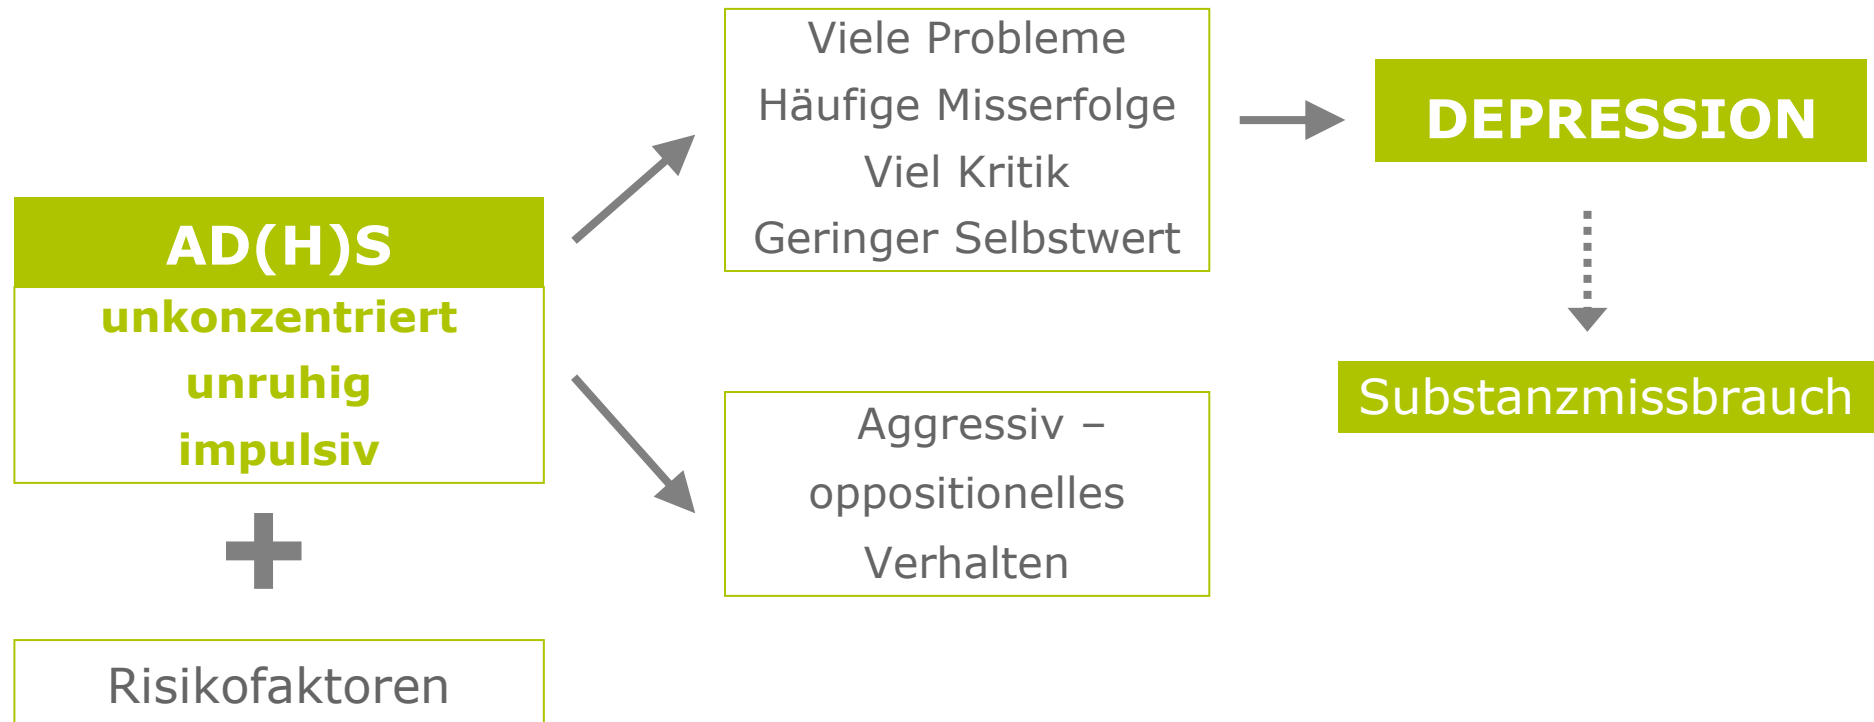 AD(H)S
unkonzentriert
unruhig
impulsiv
Risikofaktoren
Viele Probleme
Häufige Misserfolge
Viel Kritik
Geringer Selbstwert
Aggressiv –
oppositionelles
Verhalten
DEPRESSION
Substanzmissbrauch